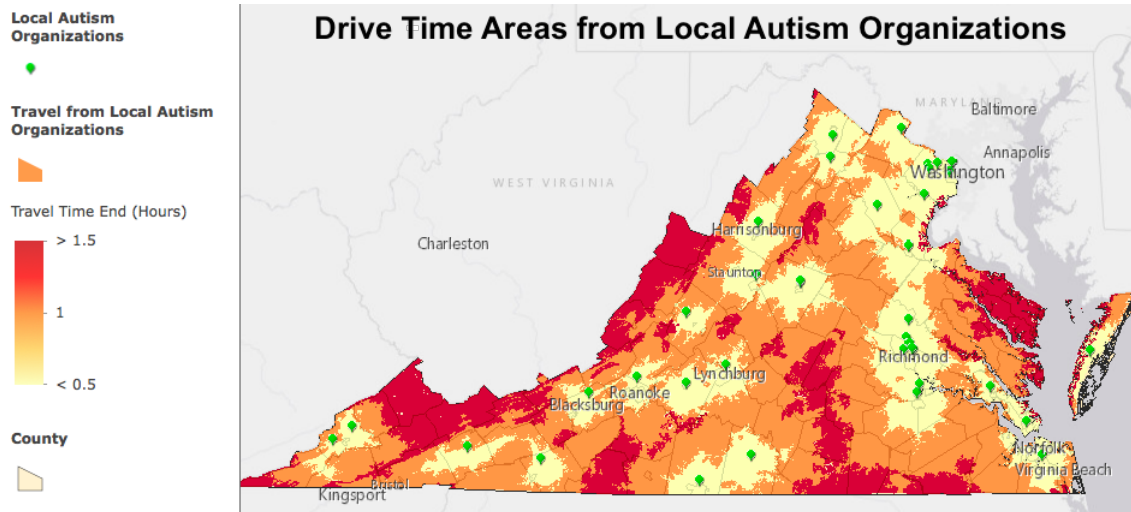 Local Autism
Organizations
Travel from Local Autism
Organizations
Travel Time End (Hours)
> 1.5
1
< 0.5
County
Drive Time Areas from Local Autism Organizations
MARYLAND
Baltimore
Annapolis
Washington
WEST VIRGINIA
Harrisonburg
Charleston
Staunton
Richmond
Lynchburg
Roanoke
Blacksburg
Norfolk
Virginia Beach
Bristol
Kingsport